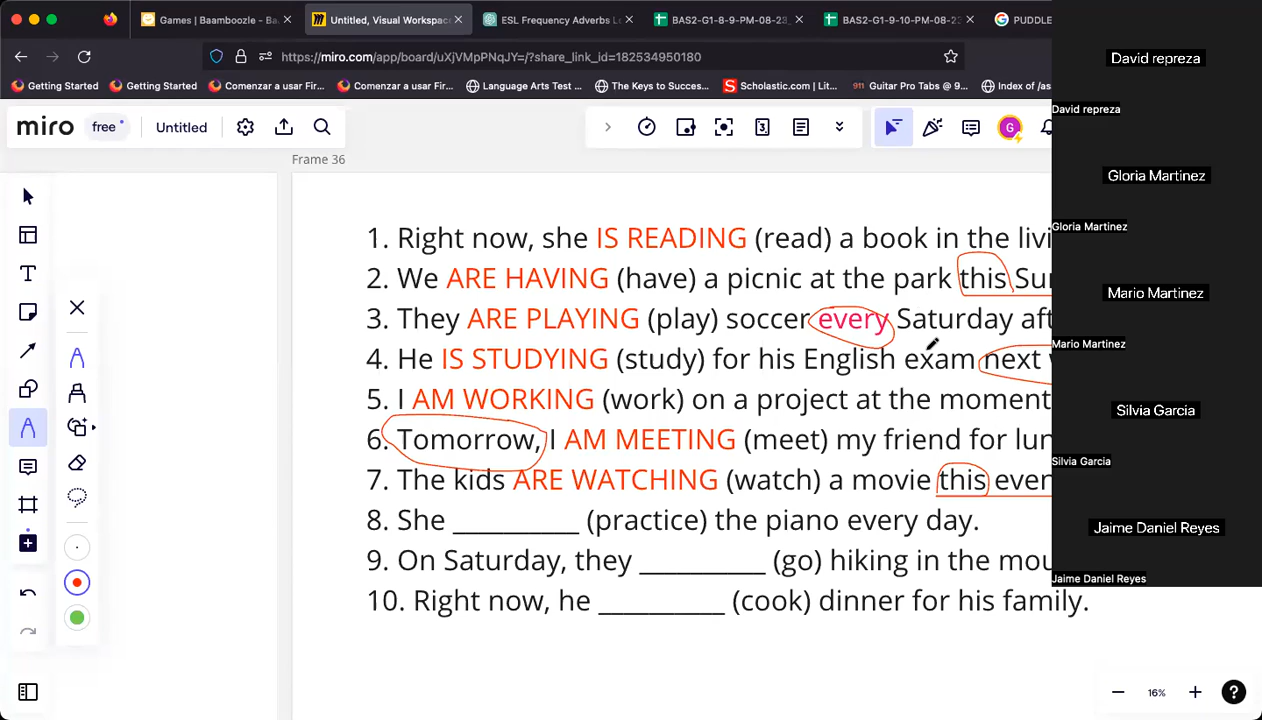 Games | Baamboozle - Ba
Untitled, Visual Workspac
ESL Frequency Adverbs L
BAS2-G1-8-9-PM-08-23
BAS2-G1-9-10-PM-08-23
PUDDLE
https://miro.com/app/board/uXjVMpPNqJY=/?share_link_id=182534950180
Getting Started
Getting Started
Comenzar a usar Fir...
Comenzar a usar Fir...
Language Arts Test ...
The Keys to Succes...
Scholastic.com | Lit...
911
Guitar Pro Tabs @ 9...
Index of /as
miro
free
Untitled
3
G
Frame 36
1. Right now, she IS READING (read) a book in the livi
2. We ARE HAVING (have) a picnic at the park this Su
3. They ARE PLAYING (play) soccer every Saturday aft
4. He IS STUDYING (study) for his English exam next
5. I AM WORKING (work) on a project at the moment
6. Tomorrow, I AM MEETING (meet) my friend for lun
7. The kids ARE WATCHING (watch) a movie this even
8. She __________ (practice) the piano every day.
9. On Saturday, they __________ (go) hiking in the mou
10. Right now, he __________ (cook) dinner for his family.
16%
?
David repreza
David repreza
Gloria Martinez
Gloria Martinez
Mario Martinez
Mario Martinez
Silvia Garcia
Silvia Garcia
Jaime Daniel Reyes
Jaime Daniel Reyes